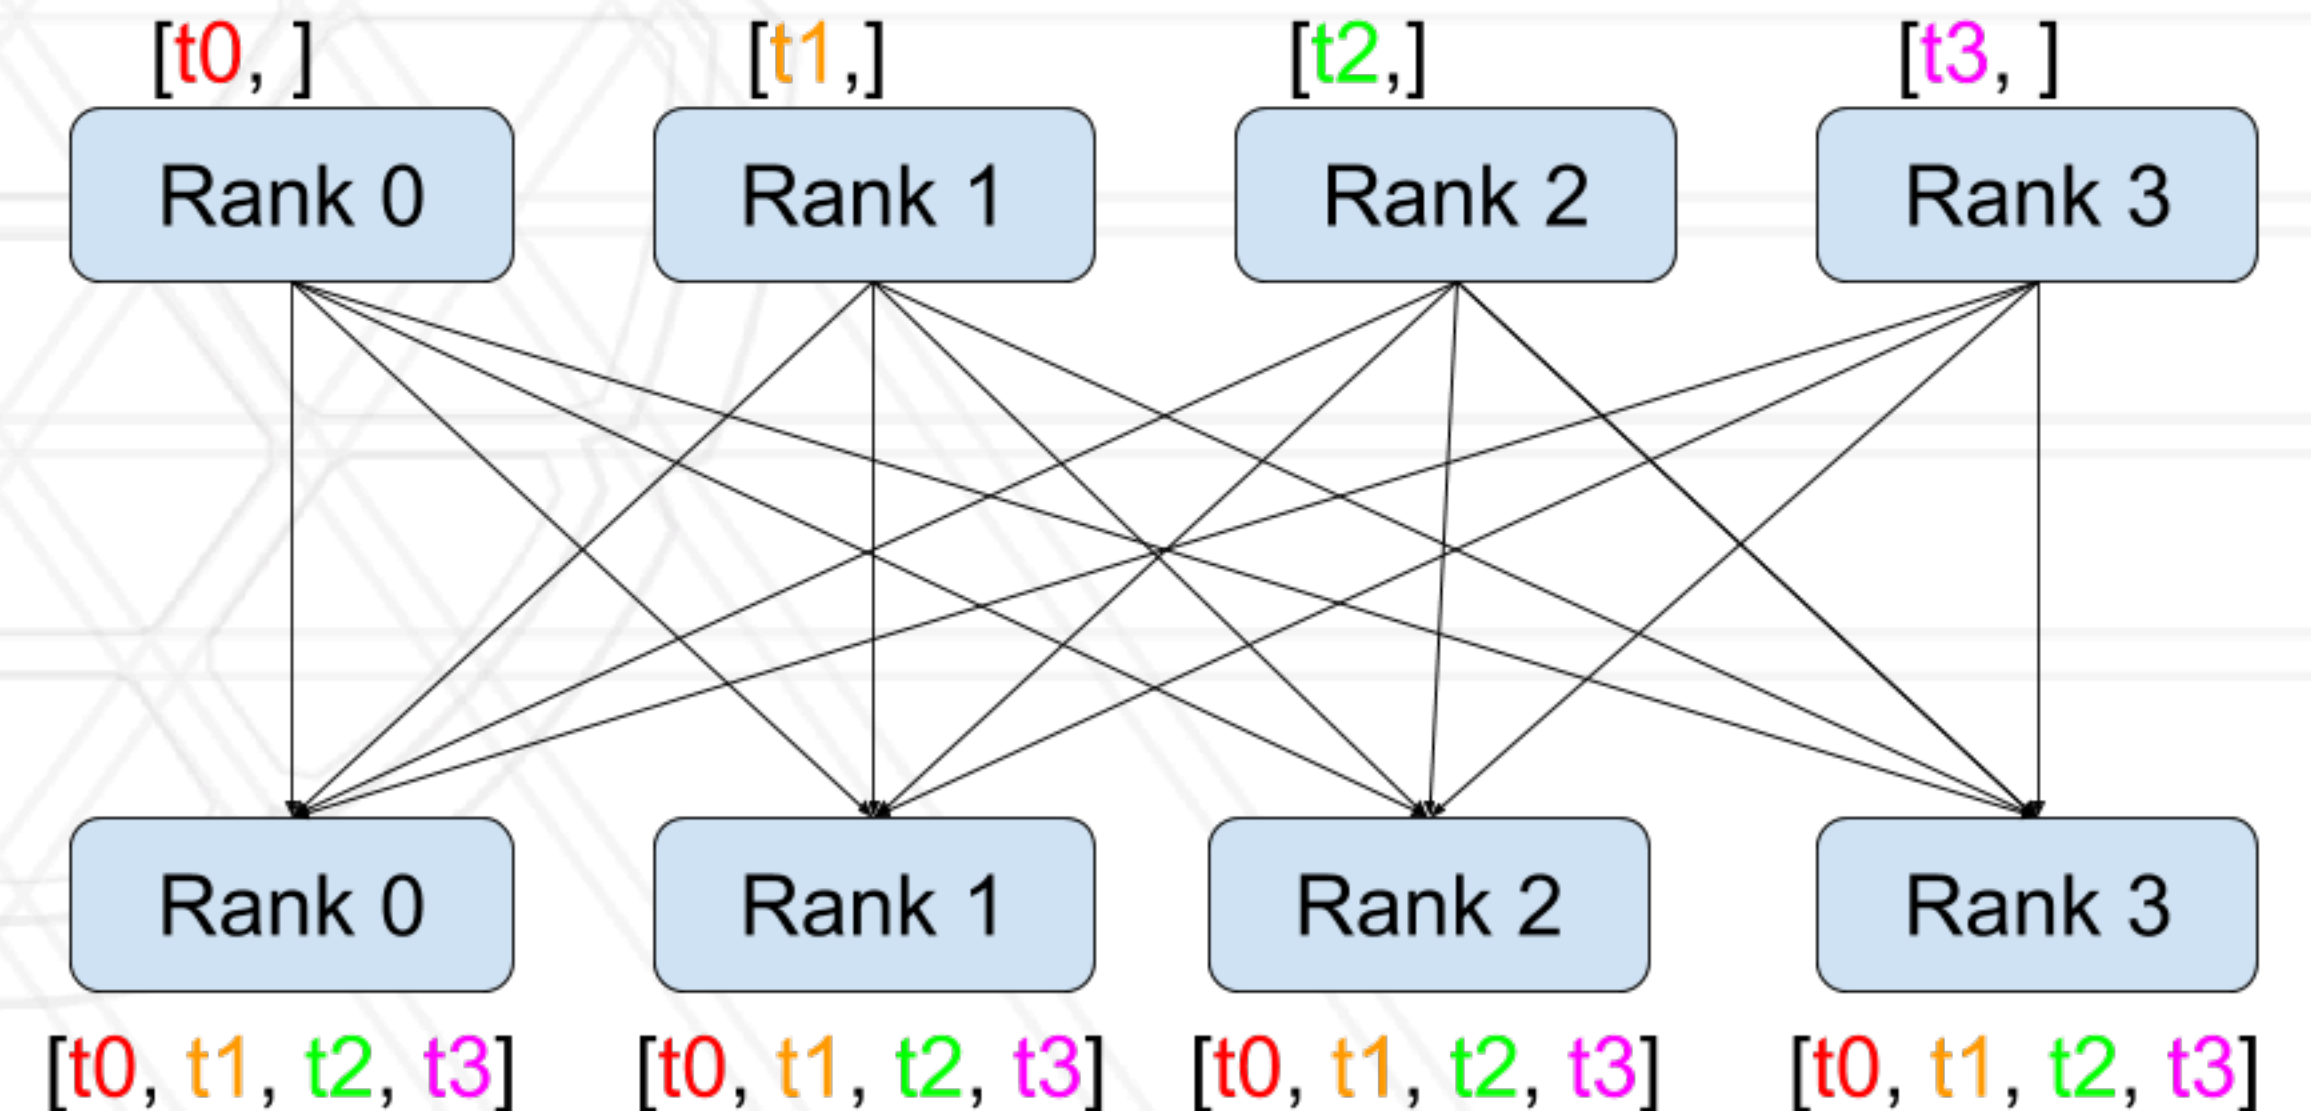 [t0, ] [t1,] [t2,] [t3, ]
Rank 0 Rank 1 Rank 2 Rank 3
Rank 0 Rank 1 Rank 2 Rank 3
[t0, t1, t2, t3] [t0, t1, t2, t3] [t0, t1, t2, t3] [t0, t1, t2, t3]